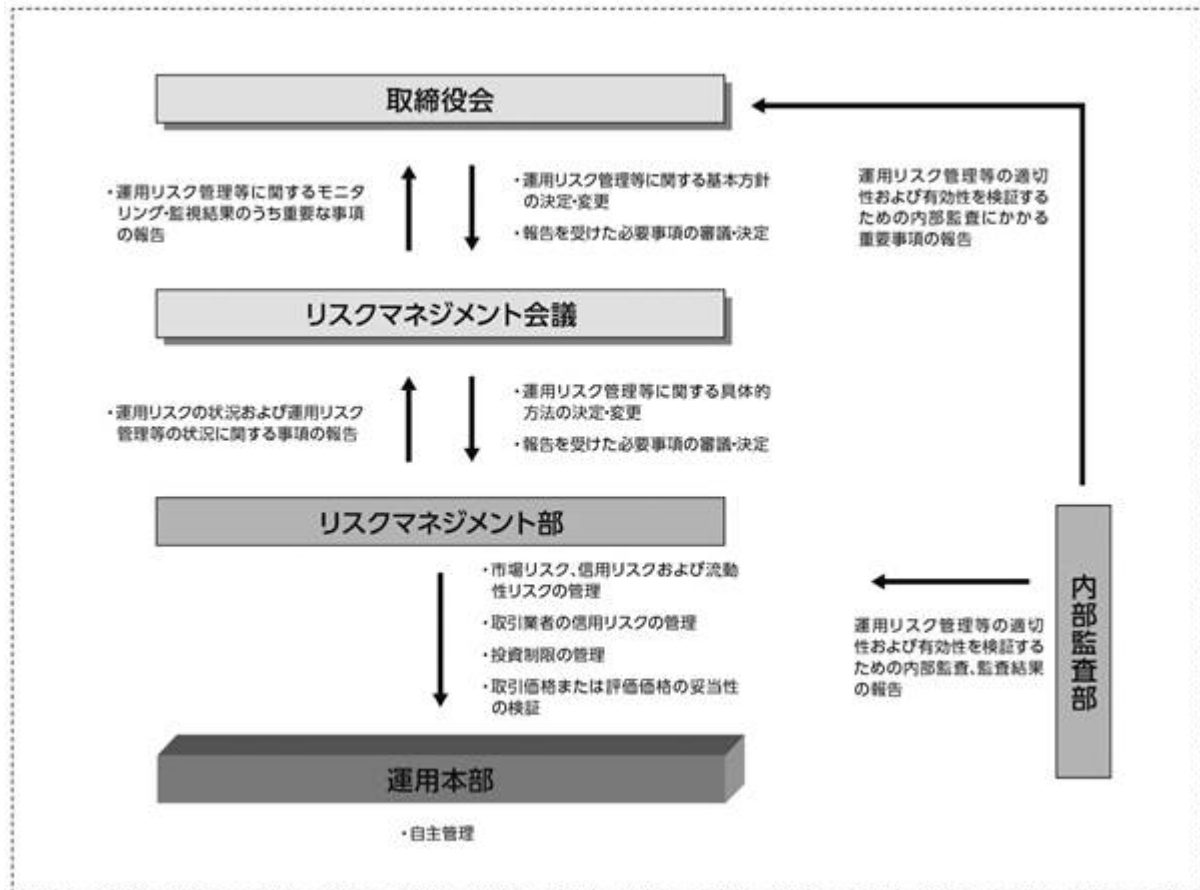 取締役会
・運用リスク管理等に関するモニタ
リング・監視結果のうち重要な事項
の報告
・運用リスク管理等に関する基本方針
の決定・変更
・報告を受けた必要事項の審議・決定
運用リスク管理等の適切
性および有効性を検証する
ための内部監査にかかる
重要事項の報告
リスクマネジメント会議
・運用リスクの状況および運用リスク
管理等の状況に関する事項の報告
・運用リスク管理等に関する具体的
方法の決定・変更
・報告を受けた必要事項の審議・決定
リスクマネジメント部
・市場リスク、信用リスクおよび流動
性リスクの管理
・取引業者の信用リスクの管理
・投資制限の管理
・取引価格または評価価格の妥当性
の検証
運用リスク管理等の適切
性および有効性を検証する
ための内部監査、監査結果
の報告
内部監査部
運用本部
・自主管理